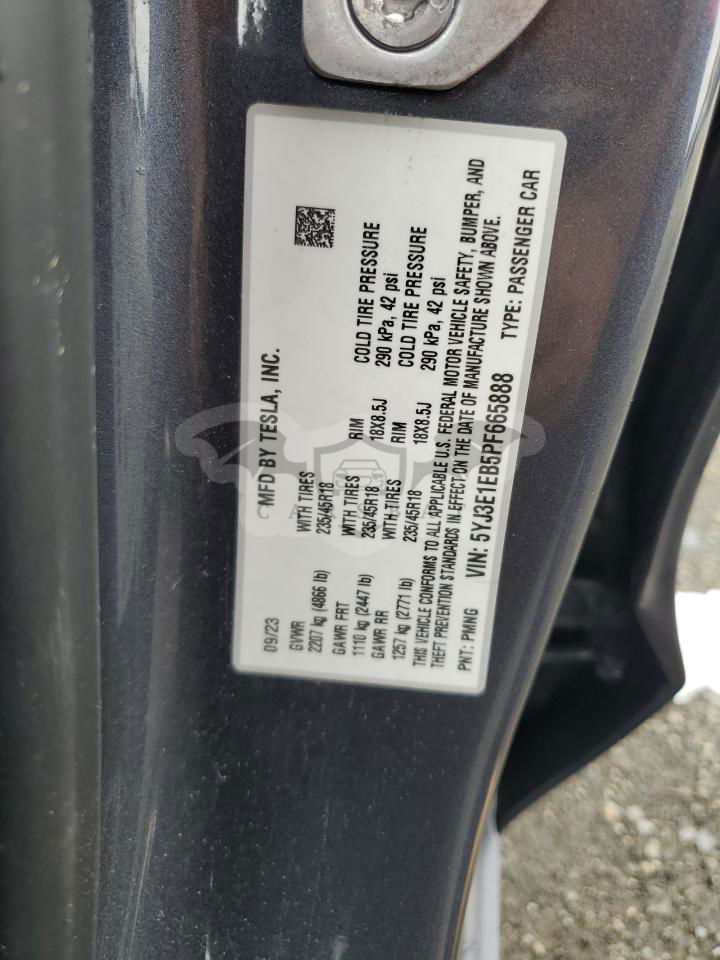 MFD BY TESLA, INC.
09/23
GVWR WITH TIRES
2207 kg (4866 lb) 235/45R18
GAWR FRT WITH TIRES RIM COLD TIRE PRESSURE
1110 kg (2447 lb) 235/45R18 18X8.5J 290 kPa, 42 psi
GAWR RR WITH TIRES RIM COLD TIRE PRESSURE
1257 kg (2771 lb) 235/45R18 18X8.5J 290 kPa, 42 psi
THIS VEHICLE CONFORMS TO ALL APPLICABLE U.S. FEDERAL MOTOR VEHICLE SAFETY, BUMPER, AND
THEFT PREVENTION STANDARDS IN EFFECT ON THE DATE OF MANUFACTURE SHOWN ABOVE.
PNT: PMNG VIN: 5YJ3E1EB5PF665888 TYPE: PASSENGER CAR